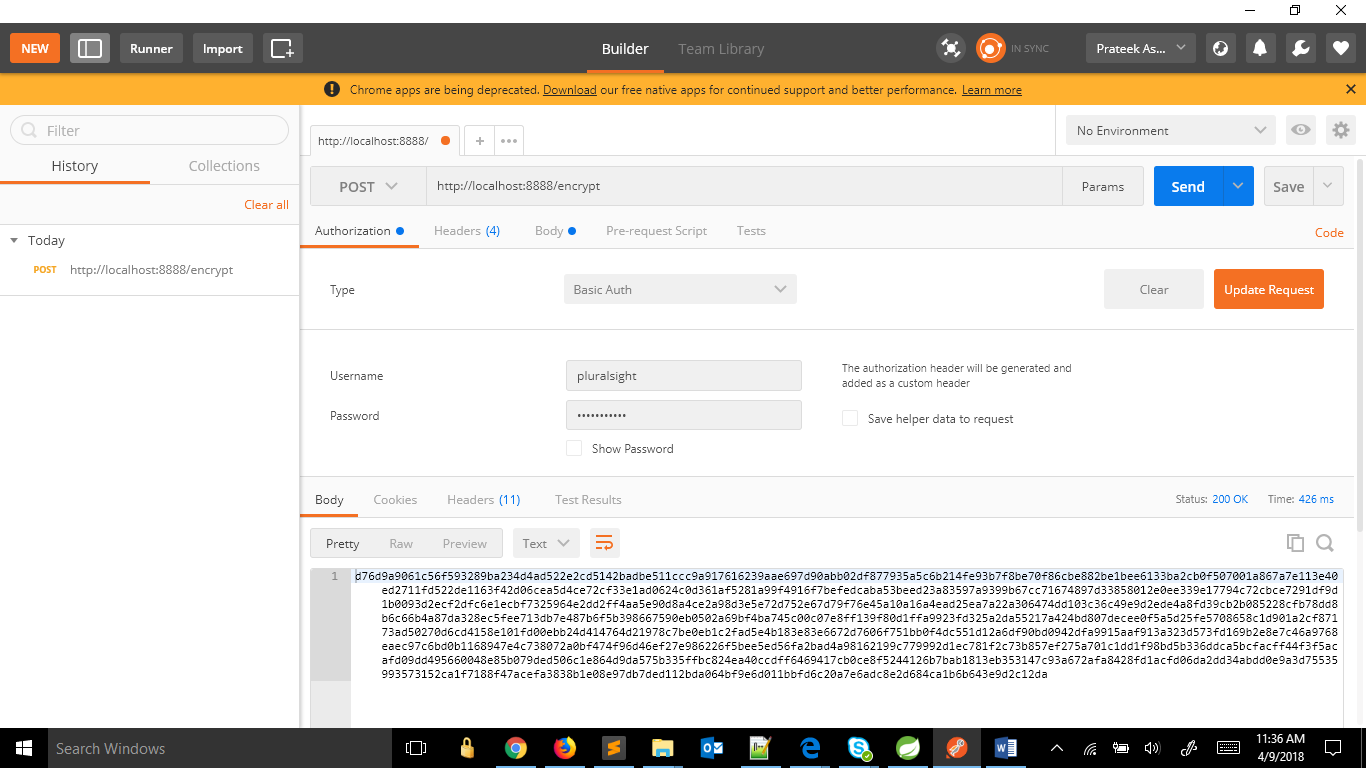 NEW Runner Import Builder Team Library IN SYNC Prateek As...
Chrome apps are being deprecated. Download our free native apps for continued support and better performance. Learn more
Filter
History Collections
Clear all
Today
POST http://localhost:8888/encrypt
http://localhost:8888/ + •••
No Environment
POST http://localhost:8888/encrypt Params Send Save
Authorization Headers (4) Body Pre-request Script Tests Code
Type Basic Auth Clear Update Request
Username pluralsight
The authorization header will be generated and
added as a custom header
Password •••••••••••
Save helper data to request
Show Password
Body Cookies Headers (11) Test Results Status: 200 OK Time: 426 ms
Pretty Raw Preview Text
1 d76d9a9061c56f593289ba234d4ad522e2cd5142badbe511ccc9a917616239aae697d90abb02df877935a5c6b214fe93b7f8be70f86cbe882be1bee6133ba2cb0f507001a867a7e113e40
ed2711fd522de1163f42d06cea5d4ce72cf33e1ad0624c0d361af5281a99f4916f7befedcaba53beed23a83597a9399b67cc71674897d33858012e0ee339e17794c72cbce7291df9d
1b0093d2ecf2dfc6e1ecbf7325964e2dd2ff4aa5e90d8a4ce2a98d3e5e72d752e67d79f76e45a10a16a4ead25ea7a22a306474dd103c36c49e9d2ede4a8fd39cb2b085228cfb78dd8
b6c66b4a87da328ec5fee713db7e487b6f5b398667590eb0502a69bf4ba745c00c07e8ff139f80d1ffa9923fd325a2da55217a424bd807decee0f5a5d25fe5708658c1d901a2cf871
73ad50270d6cd4158e101fd00ebb24d414764d21978c7be0eb1c2fad5e4b183e83e6672d7606f751bb0f4dc551d12a6df90bd0942dfa9915aaf913a323d573fd169b2e8e7c46a9768
eaec97c6bd0b1168947e4c738072a0bf474f96d46ef27e986226f5bee5ed56fa2bad4a98162199c779992d1ec781f2c73b857ef275a701c1dd1f98bd5b336ddca5bcfacff44f3f5ac
afd09dd495660048e85b079ded506c1e864d9da575b335ffbc824ea40ccdff6469417cb0ce8f5244126b7bab1813eb353147c93a672afa8428fd1acfd06da2dd34abdd0e9a3d75535
993573152ca1f7188f47acefa3838b1e08e97db7ded112bda064bf9e6d011bbfd6c20a7e6adc8e2d684ca1b6b643e9d2c12da
Search Windows
11:36 AM
4/9/2018